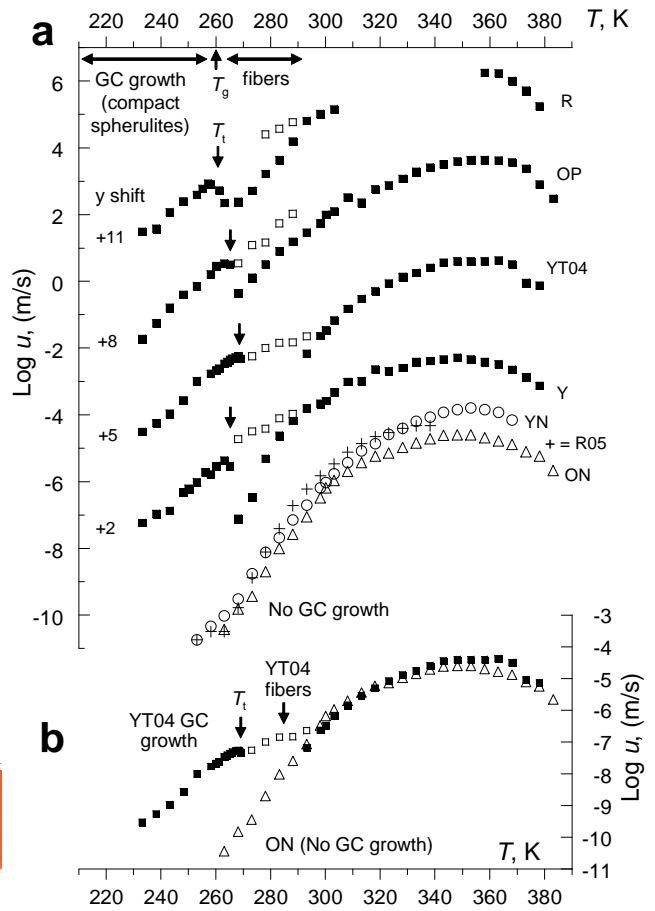 220 240 260 280 300 320 340 360 380 T, K
a
GC growth
(compact
spherulites)
Tg
fibers
Tt
R
OP
YT04
Y
YN
+ = R05
ON
y shift
+11
+8
+5
+2
6
4
2
0
-2
-4
-6
-8
-10
Log u, (m/s)
No GC growth
b
YT04 GC
growth
Tt
YT04
fibers
ON (No GC growth)
T, K
-3
-4
-5
-6
-7
-8
-9
-10
-11
Log u, (m/s)
220 240 260 280 300 320 340 360 380